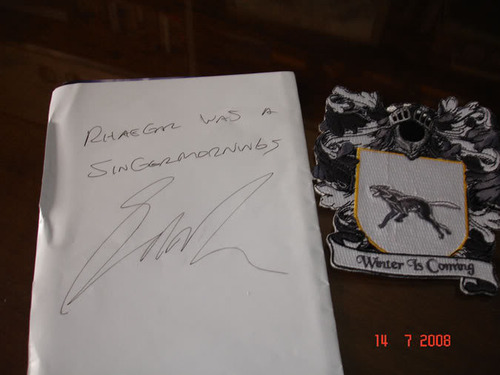 RHAEGAR WAS A
SINGERMORNINGS
Winter Is Coming
14 7 2008